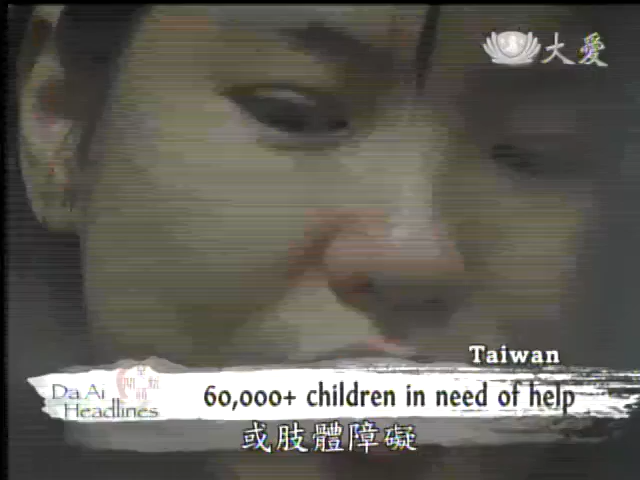 大愛
Taiwan
Da Ai
Headlines
60,000+ children in need of help
或肢體障礙